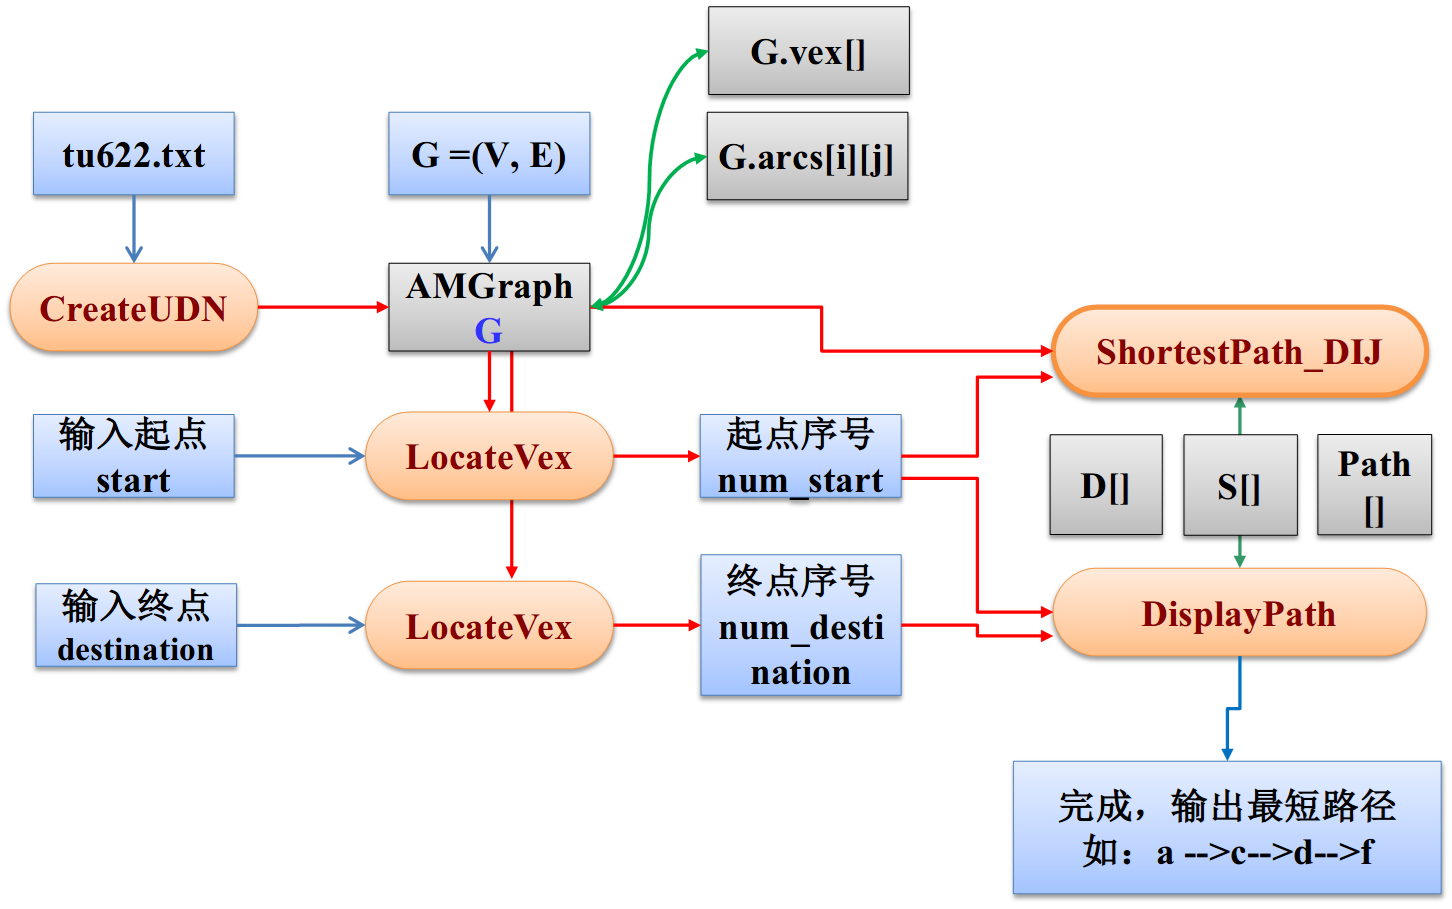 G.vex[]
tu622.txt
G =(V, E)
G.arcs[i][j]
CreateUDN
AMGraph
G
ShortestPath_DIJ
输入起点
start
LocateVex
起点序号
num_start
D[]
S[]
Path
[]
输入终点
destination
LocateVex
终点序号
num_desti
nation
DisplayPath
完成，输出最短路径
如：a -->c-->d-->f